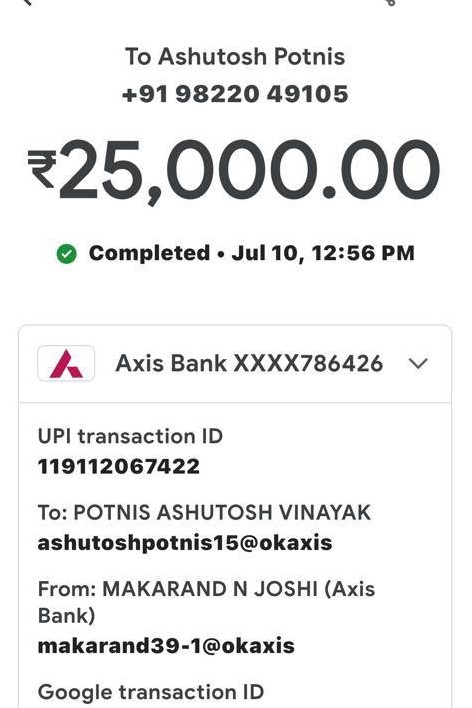 To Ashutosh Potnis
+91 98220 49105
₹25,000.00
Completed • Jul 10, 12:56 PM
Axis Bank XXXX786426
UPI transaction ID
119112067422
To: POTNIS ASHUTOSH VINAYAK
ashutoshpotnis15@okaxis
From: MAKARAND N JOSHI (Axis
Bank)
makarand39-1@okaxis
Google transaction ID